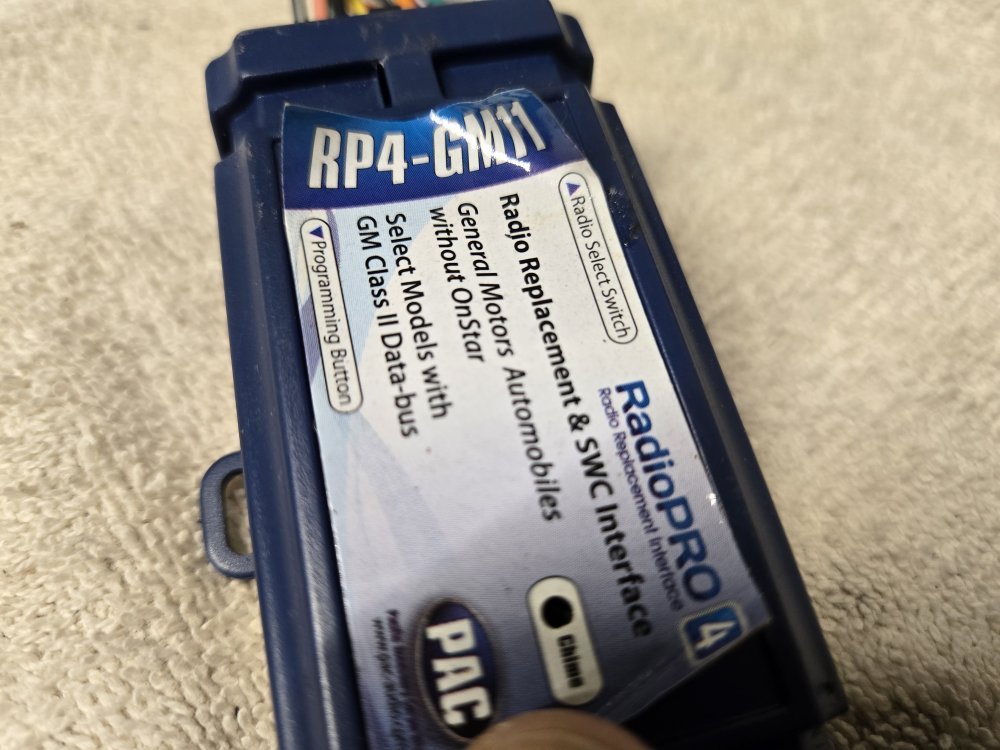 RP4-GM11
▲Radio Select Switch
RadioPRO 4
Radio Replacement Interface
Radio Replacement & SWC Interface
General Motors Automobiles
without OnStar
Select Models with
GM Class II Data-bus
▼Programming Button
Chime
PAC